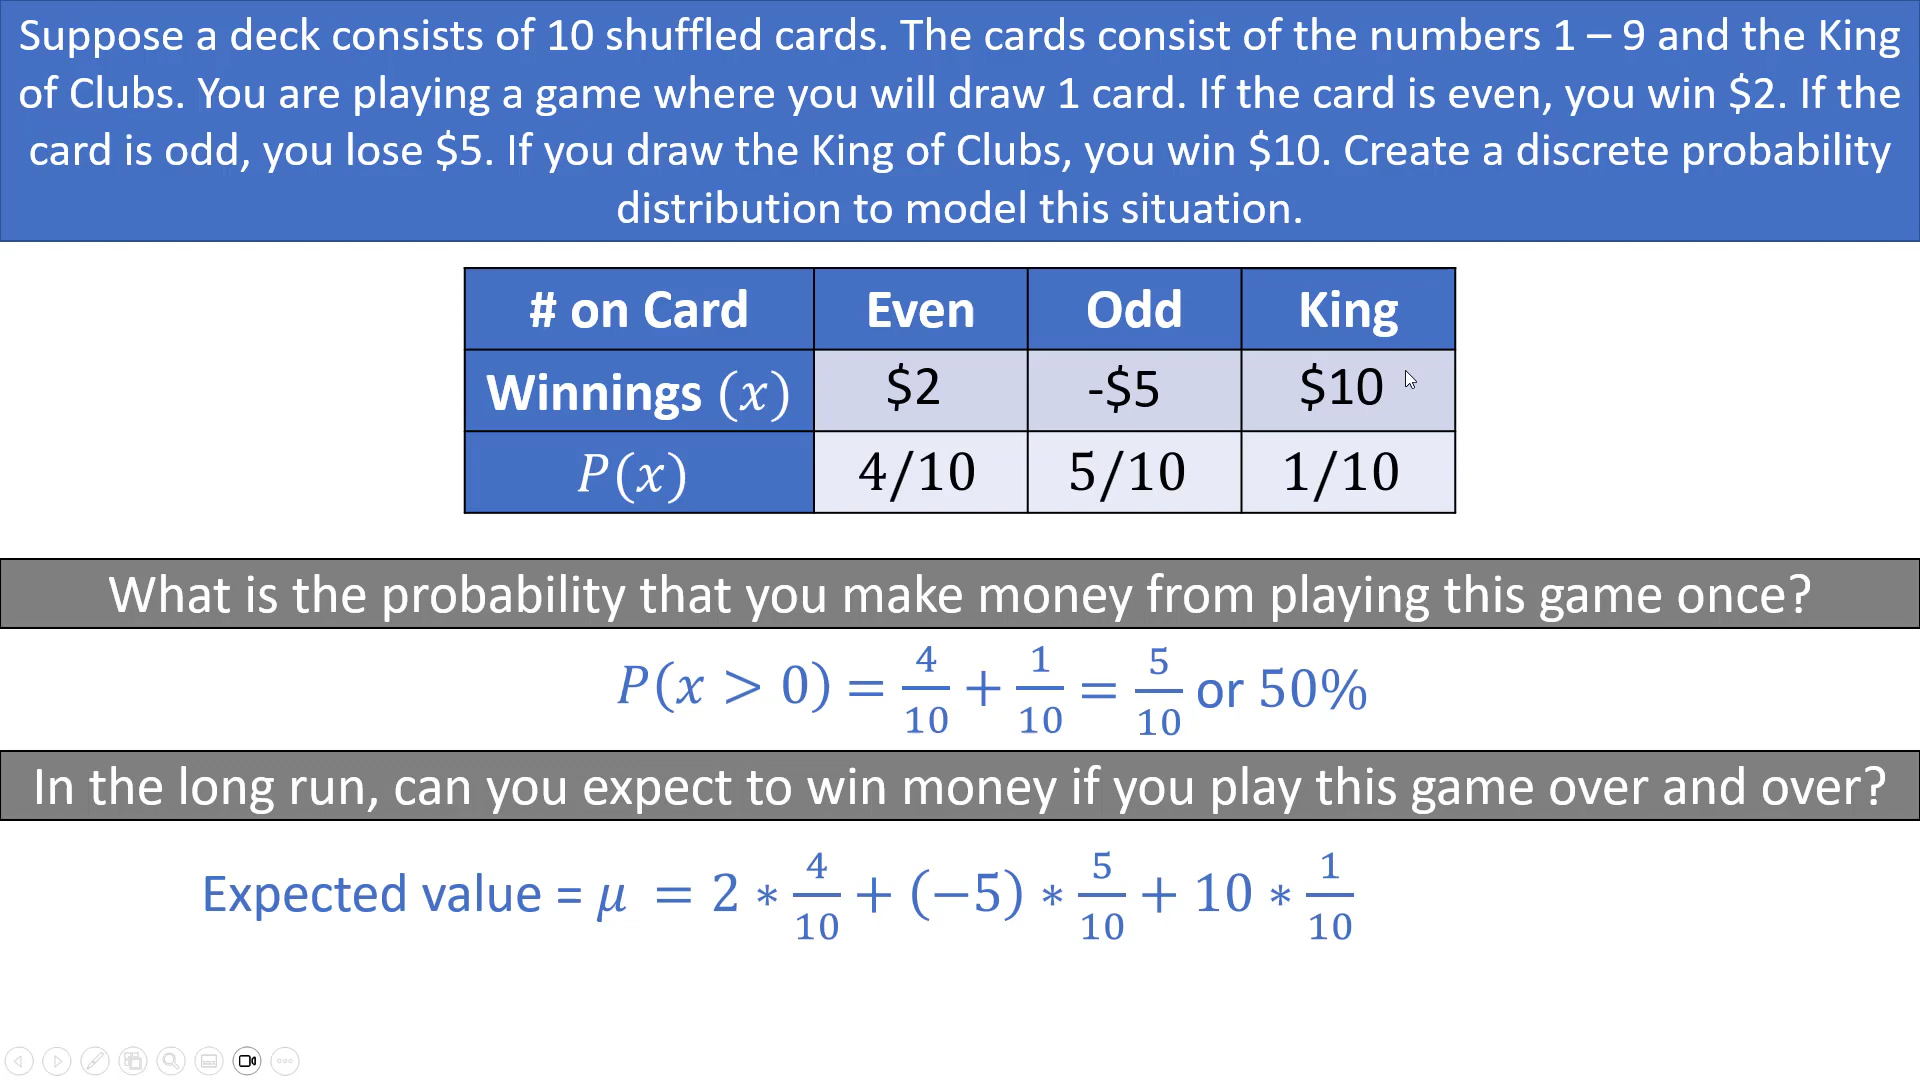 Suppose a deck consists of 10 shuffled cards. The cards consist of the numbers 1 – 9 and the King
of Clubs. You are playing a game where you will draw 1 card. If the card is even, you win $2. If the
card is odd, you lose $5. If you draw the King of Clubs, you win $10. Create a discrete probability
distribution to model this situation.
# on Card Even Odd King
Winnings (x) $2 -$5 $10
P(x) 4/10 5/10 1/10
What is the probability that you make money from playing this game once?
P(x > 0) = 4/10 + 1/10 = 5/10 or 50%
In the long run, can you expect to win money if you play this game over and over?
Expected value = μ = 2 * 4/10 + (−5) * 5/10 + 10 * 1/10